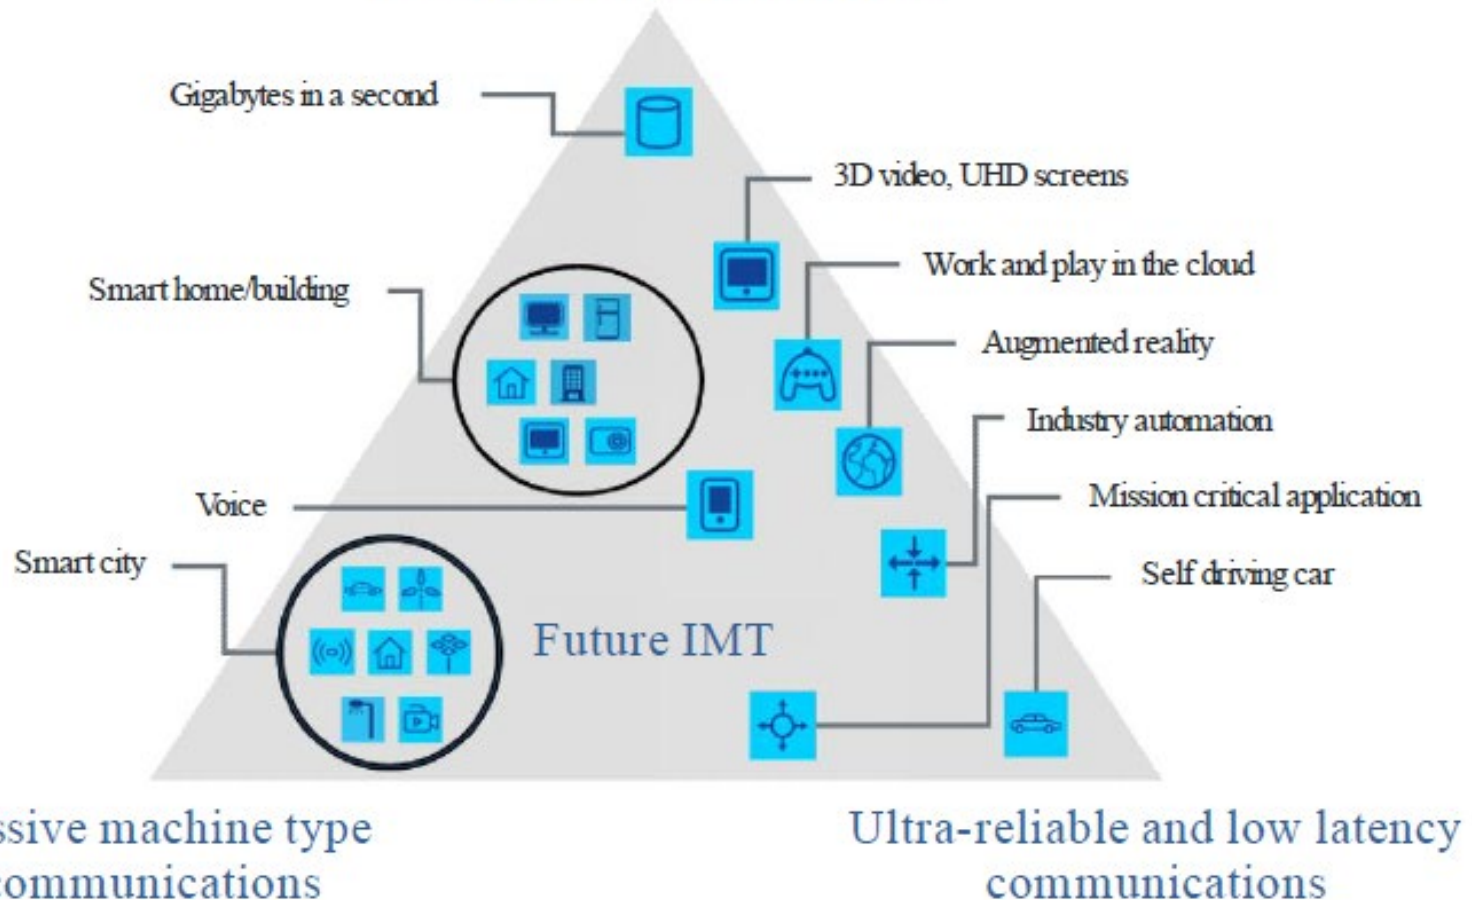 Gigabytes in a second
3D video, UHD screens
Work and play in the cloud
Smart home/building
Augmented reality
Industry automation
Mission critical application
Voice
Smart city
Self driving car
Future IMT
ssive machine type
ommunications
Ultra-reliable and low latency
communications